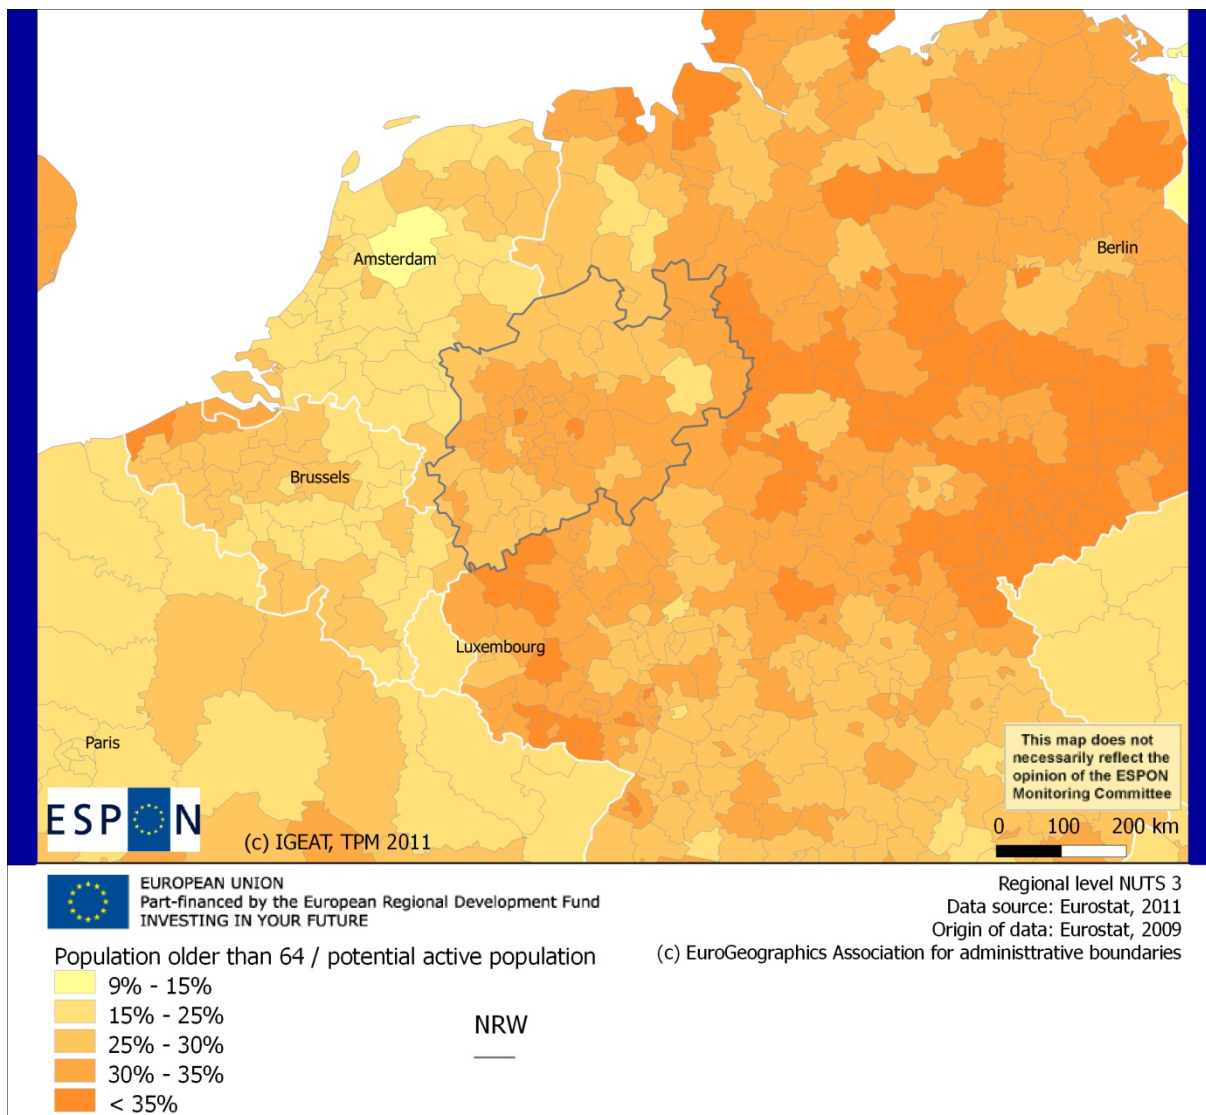 Amsterdam
Berlin
Brussels
Luxembourg
Paris
This map does not
necessarily reflect the
opinion of the ESPON
Monitoring Committee
ESPON
(c) IGEAT, TPM 2011
0 100 200 km
EUROPEAN UNION
Part-financed by the European Regional Development Fund
INVESTING IN YOUR FUTURE
Regional level NUTS 3
Data source: Eurostat, 2011
Origin of data: Eurostat, 2009
(c) EuroGeographics Association for administtrative boundaries
Population older than 64 / potential active population
9% - 15%
15% - 25%
25% - 30%
30% - 35%
< 35%
NRW